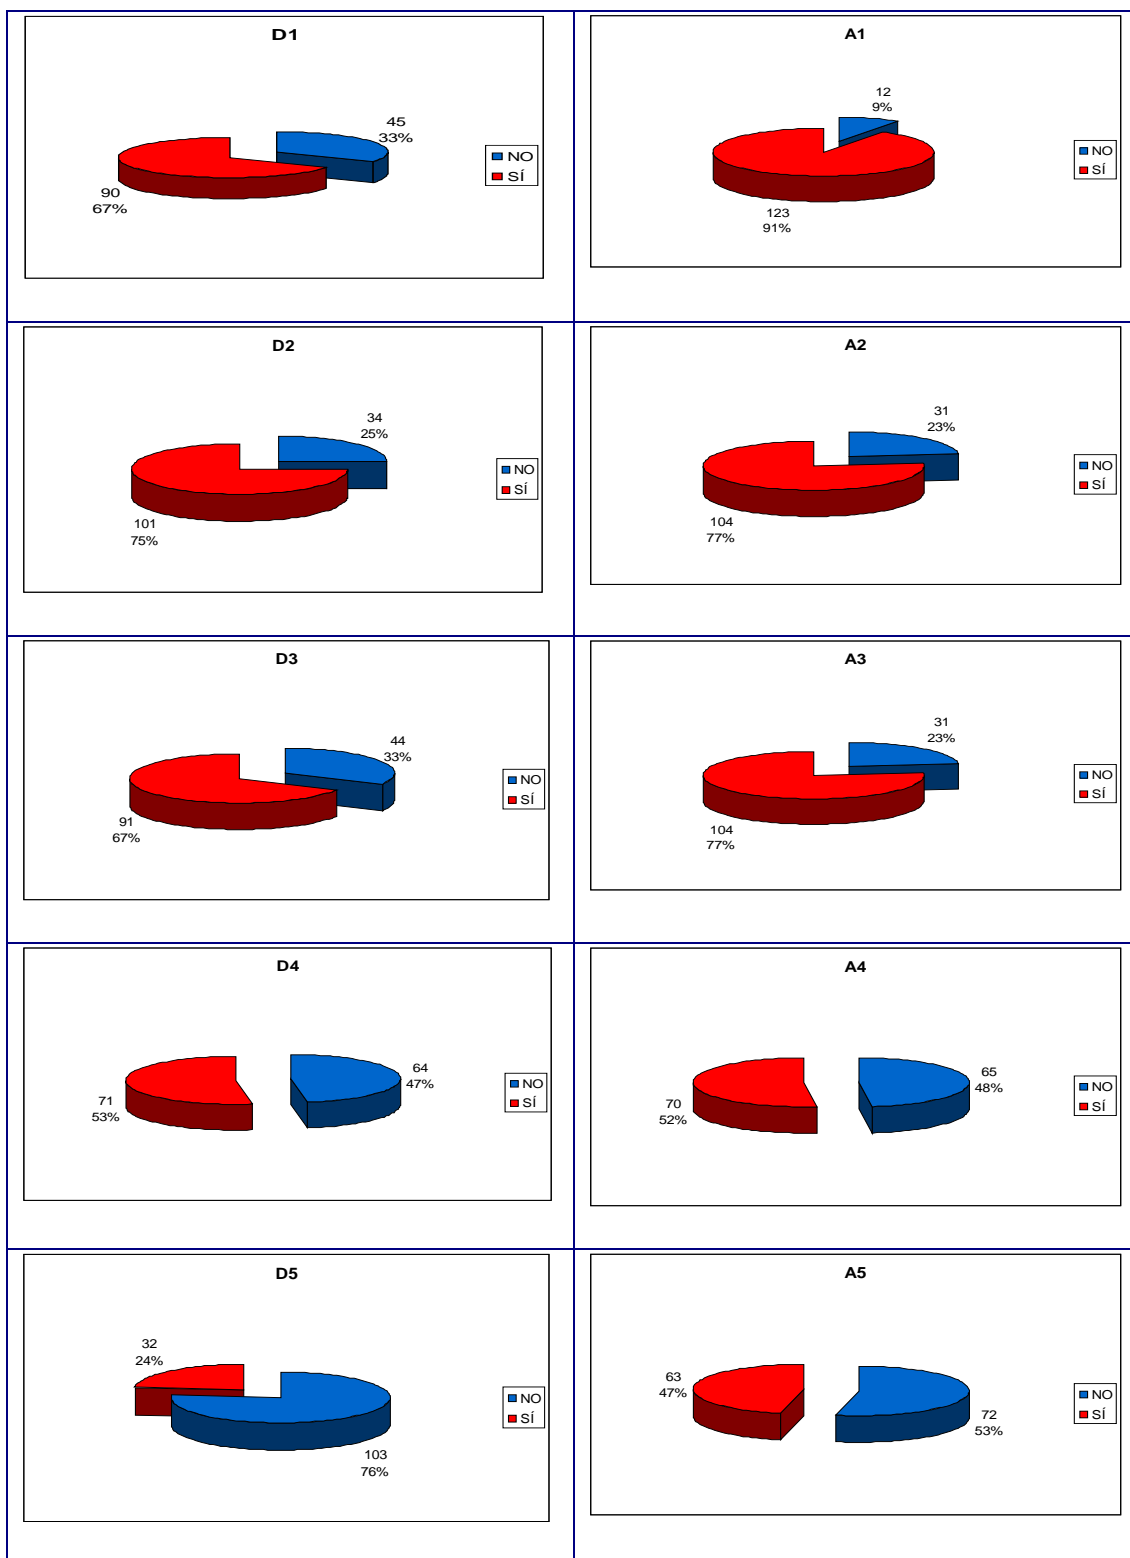 D1
45
33%
NO
SÍ
90
67%
A1
12
9%
NO
SÍ
123
91%
D2
34
25%
NO
SÍ
101
75%
A2
31
23%
NO
SÍ
104
77%
D3
44
33%
NO
SÍ
91
67%
A3
31
23%
NO
SÍ
104
77%
D4
64
47%
NO
SÍ
71
53%
A4
65
48%
NO
SÍ
70
52%
D5
32
24%
NO
SÍ
103
76%
A5
63
47%
NO
SÍ
72
53%